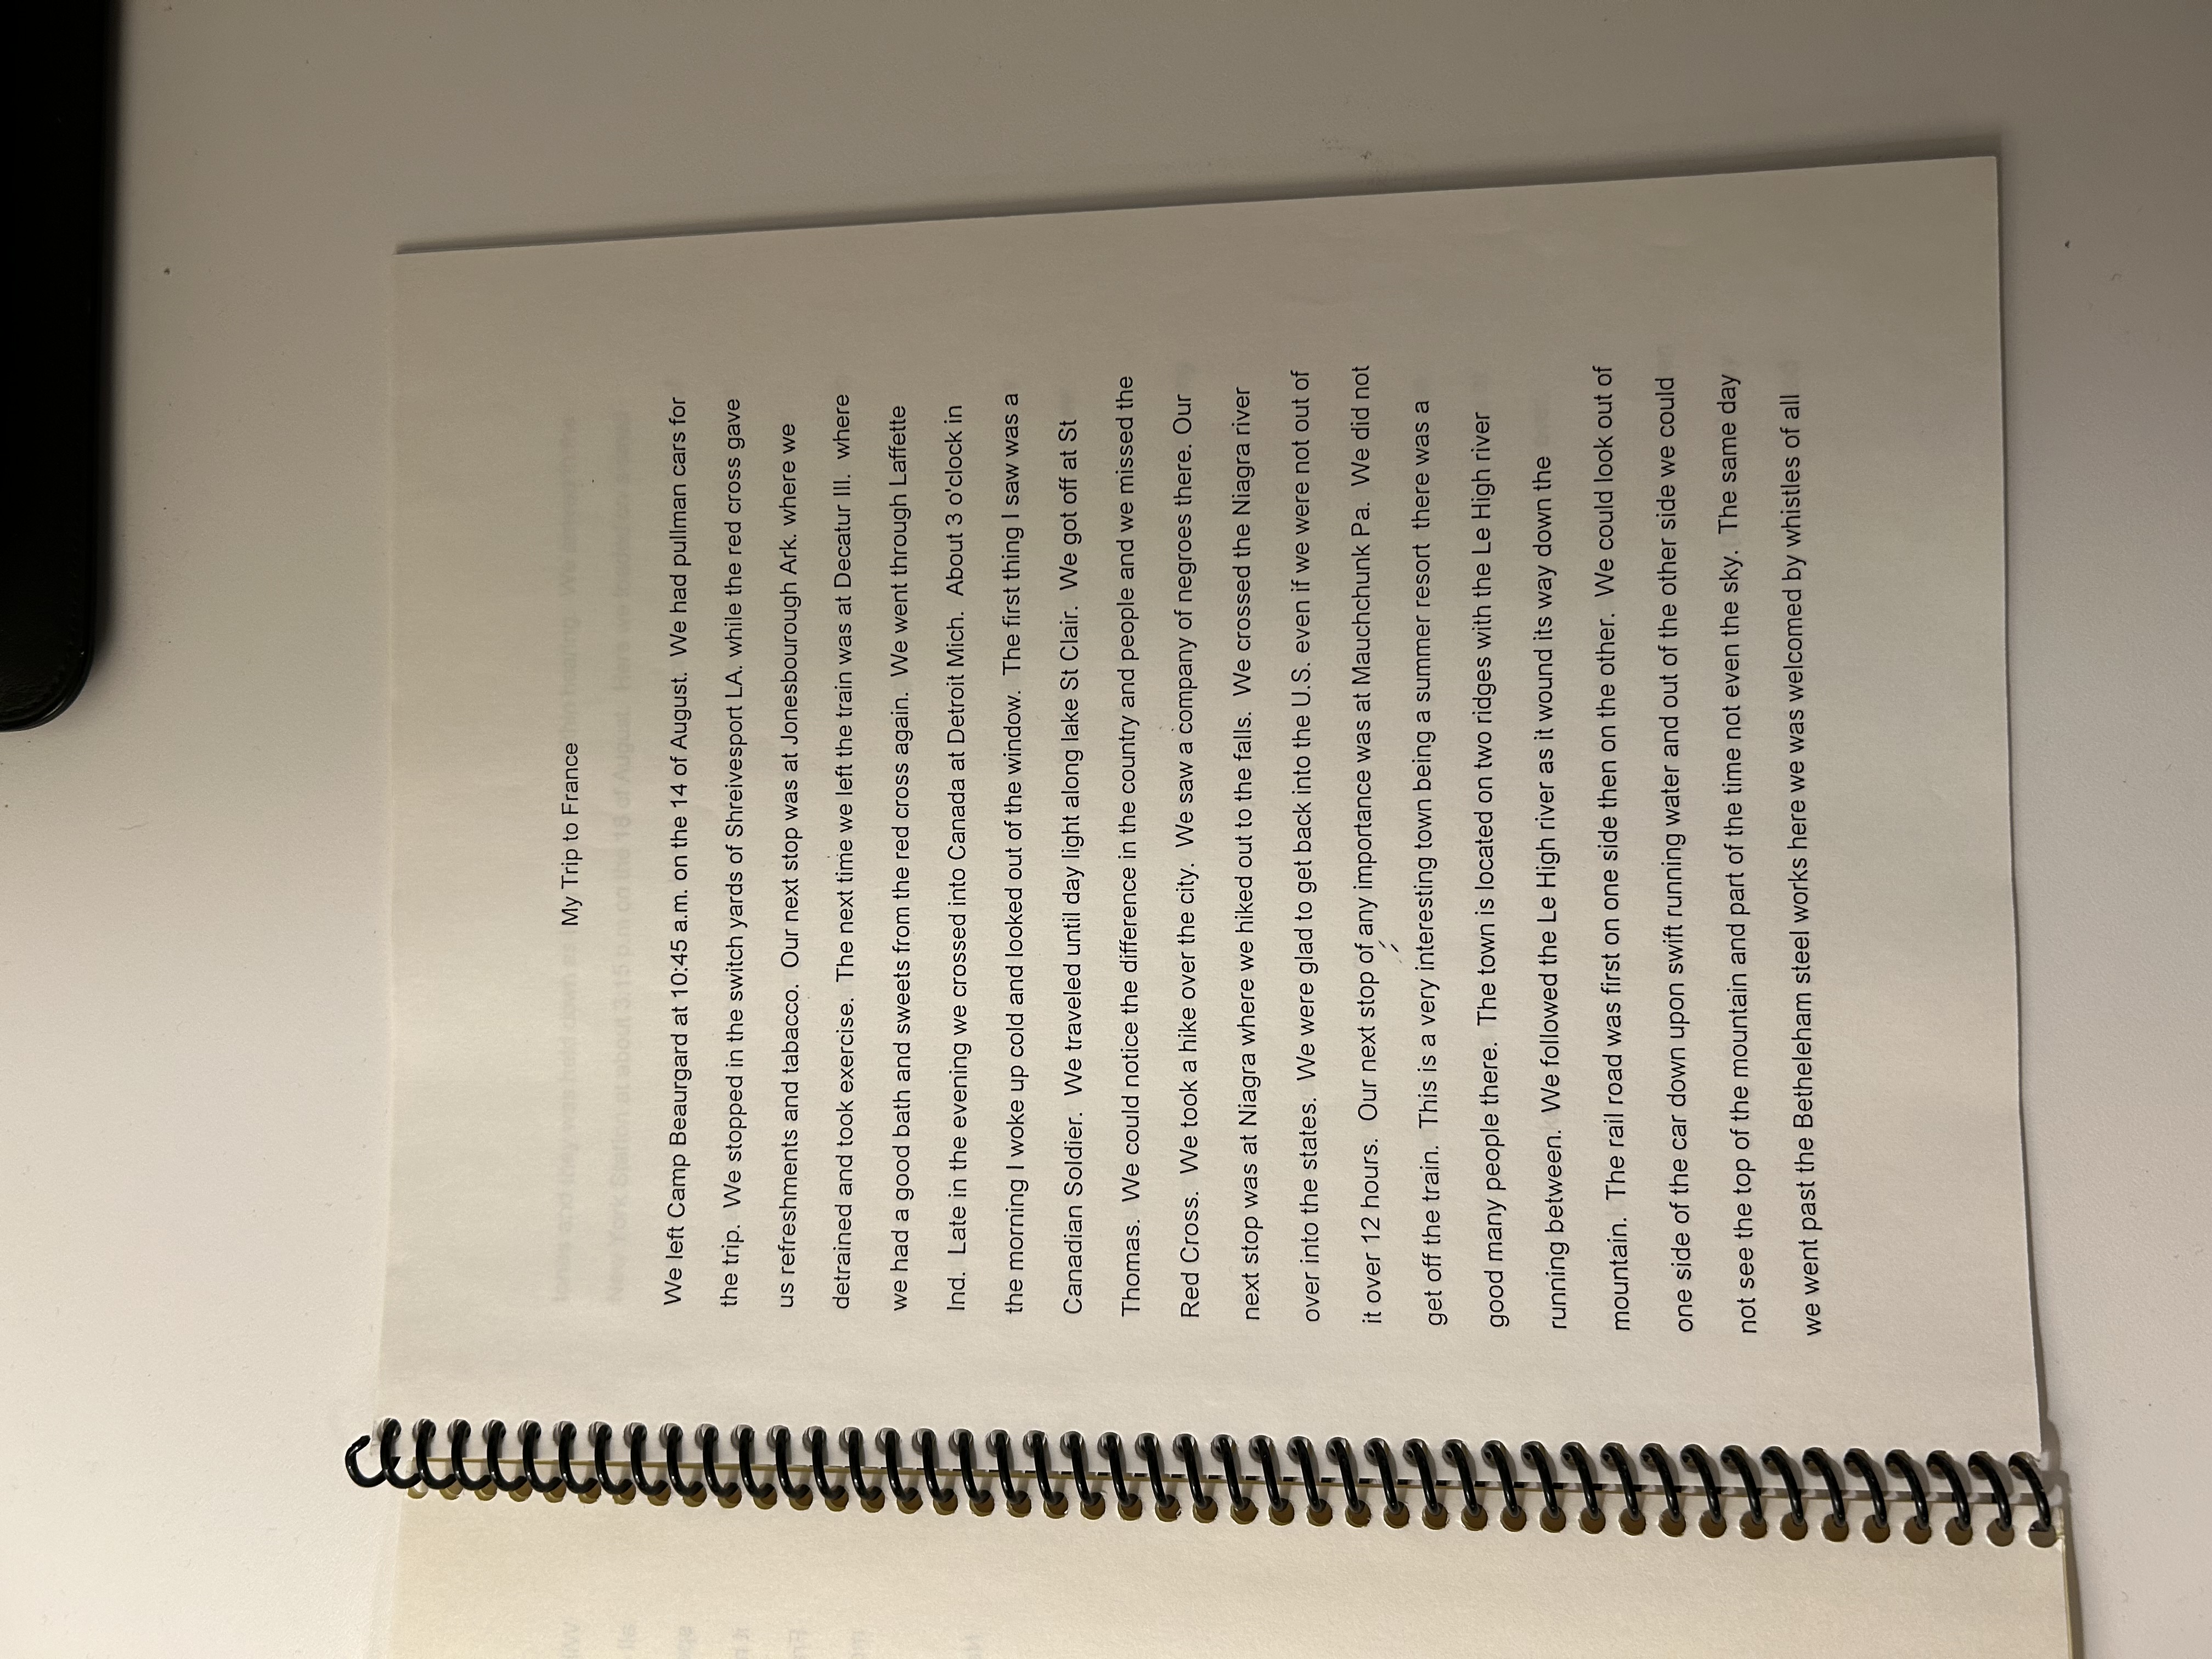 My Trip to France
We left Camp Beaurgard at 10:45 a.m. on the 14 of August. We had pullman cars for
the trip. We stopped in the switch yards of Shreivesport LA. while the red cross gave
us refreshments and tabacco. Our next stop was at Jonesbourough Ark. where we
detrained and took exercise. The next time we left the train was at Decatur Ill. where
we had a good bath and sweets from the red cross again. We went through Laffette
Ind. Late in the evening we crossed into Canada at Detroit Mich. About 3 o'clock in
the morning I woke up cold and looked out of the window. The first thing I saw was a
Canadian Soldier. We traveled until day light along lake St Clair. We got off at St
Thomas. We could notice the difference in the country and people and we missed the
Red Cross. We took a hike over the city. We saw a company of negroes there. Our
next stop was at Niagra where we hiked out to the falls. We crossed the Niagra river
over into the states. We were glad to get back into the U.S. even if we were not out of
it over 12 hours. Our next stop of any importance was at Mauchchunk Pa. We did not
get off the train. This is a very interesting town being a summer resort there was a
good many people there. The town is located on two ridges with the Le High river
running between. We followed the Le High river as it wound its way down the
mountain. The rail road was first on one side then on the other. We could look out of
one side of the car down upon swift running water and out of the other side we could
not see the top of the mountain and part of the time not even the sky. The same day
we went past the Betheleham steel works here we was welcomed by whistles of all